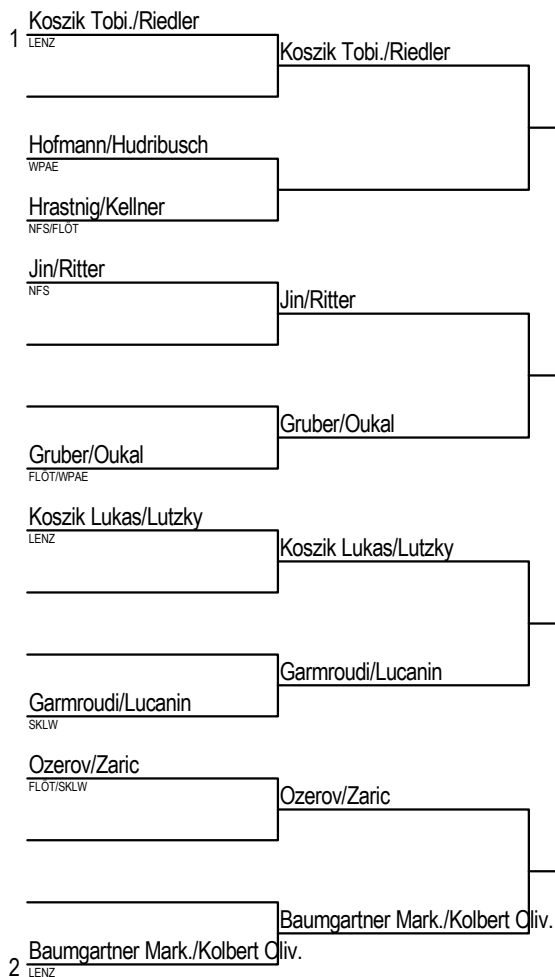 Koszik Tobi./Riedler
1 LENZ
Koszik Tobi./Riedler
Hofmann/Hudribusch
WPAE
Hrastnig/Kellner
NFS/FLÖT
Jin/Ritter
NFS
Jin/Ritter
Gruber/Oukal
Gruber/Oukal
FLÖT/WPAE
Koszik Lukas/Lutzky
LENZ
Koszik Lukas/Lutzky
Garmroudi/Lucanin
Garmroudi/Lucanin
SKLW
Ozerov/Zaric
FLÖT/SKLW
Ozerov/Zaric
Baumgartner Mark./Kolbert Oliv.
Baumgartner Mark./Kolbert Oliv.
2 LENZ